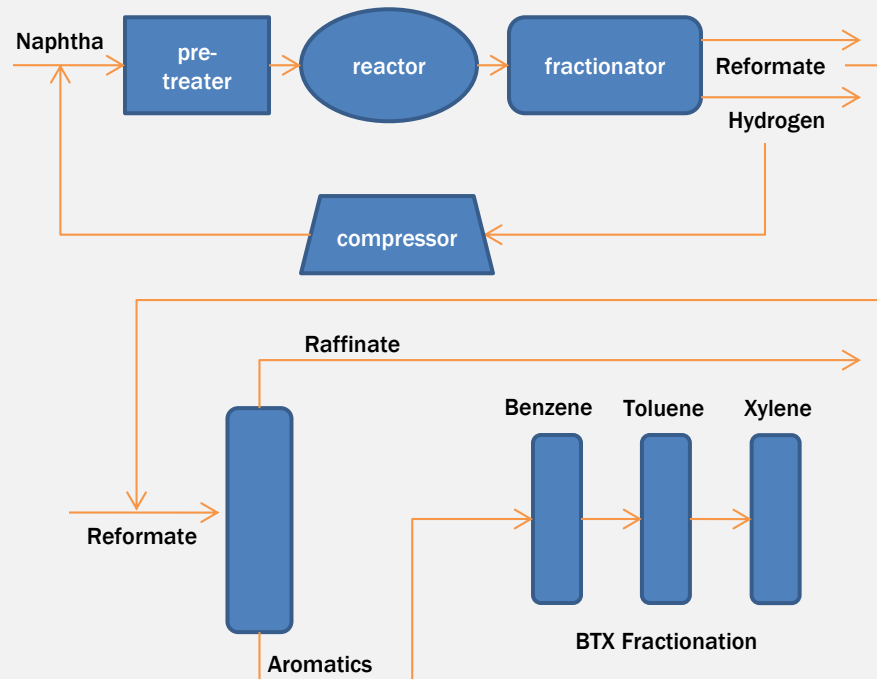 Naphtha
pre-
treater
reactor
fractionator
Reformate
Hydrogen
compressor
Raffinate
Benzene
Toluene
Xylene
Reformate
BTX Fractionation
Aromatics